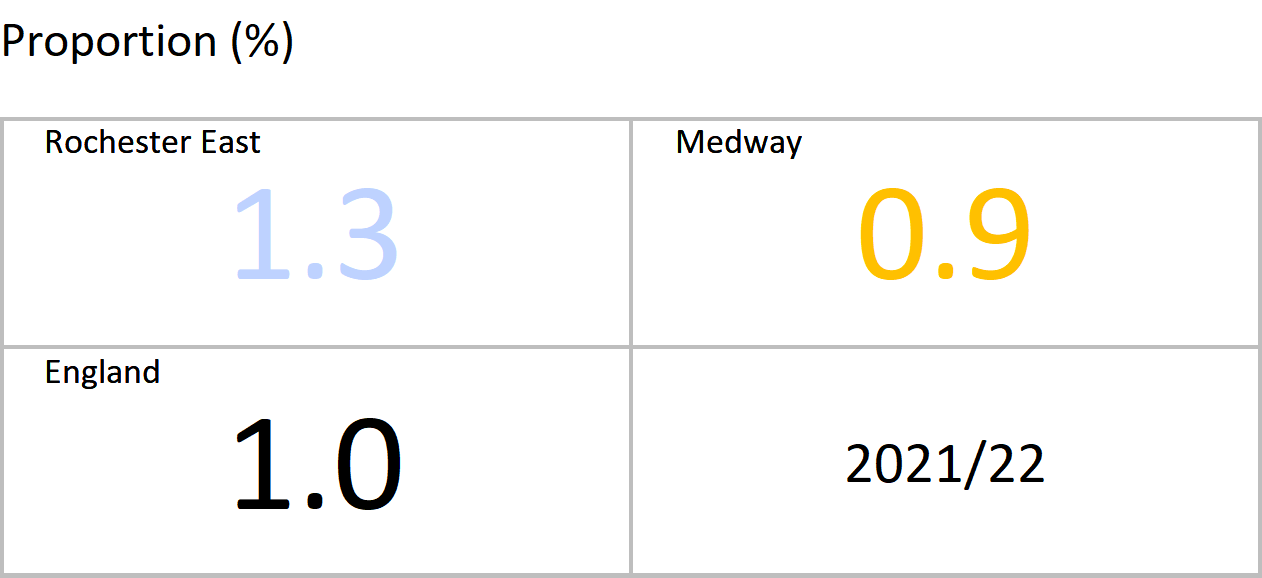 Proportion (%)
Rochester East
1.3
Medway
0.9
England
1.0
2021/22